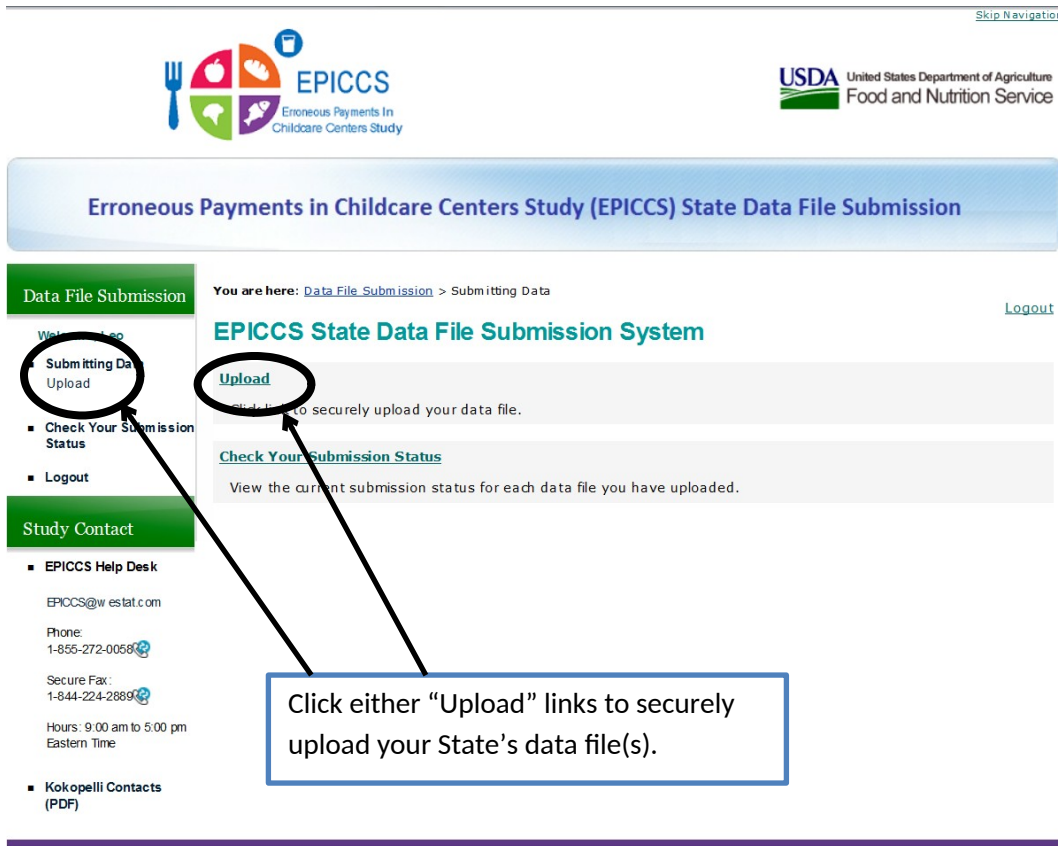 Skip Navigation
EPICCS
Erroneous Payments In
Childcare Centers Study
USDA United States Department of Agriculture
Food and Nutrition Service
Erroneous Payments in Childcare Centers Study (EPICCS) State Data File Submission
Data File Submission
Submitting Data
Upload
Check Your Submission
Status
Logout
Study Contact
EPICCS Help Desk
EPICCS@westat.com
Phone:
1-855-272-0058
Secure Fax:
1-844-224-2889
Hours: 9:00 am to 5:00 pm
Eastern Time
Kokopelli Contacts
(PDF)
You are here: Data File Submission > Submitting Data
Logout
EPICCS State Data File Submission System
Upload
Click link to securely upload your data file.
Check Your Submission Status
View the current submission status for each data file you have uploaded.
Click either “Upload” links to securely
upload your State’s data file(s).